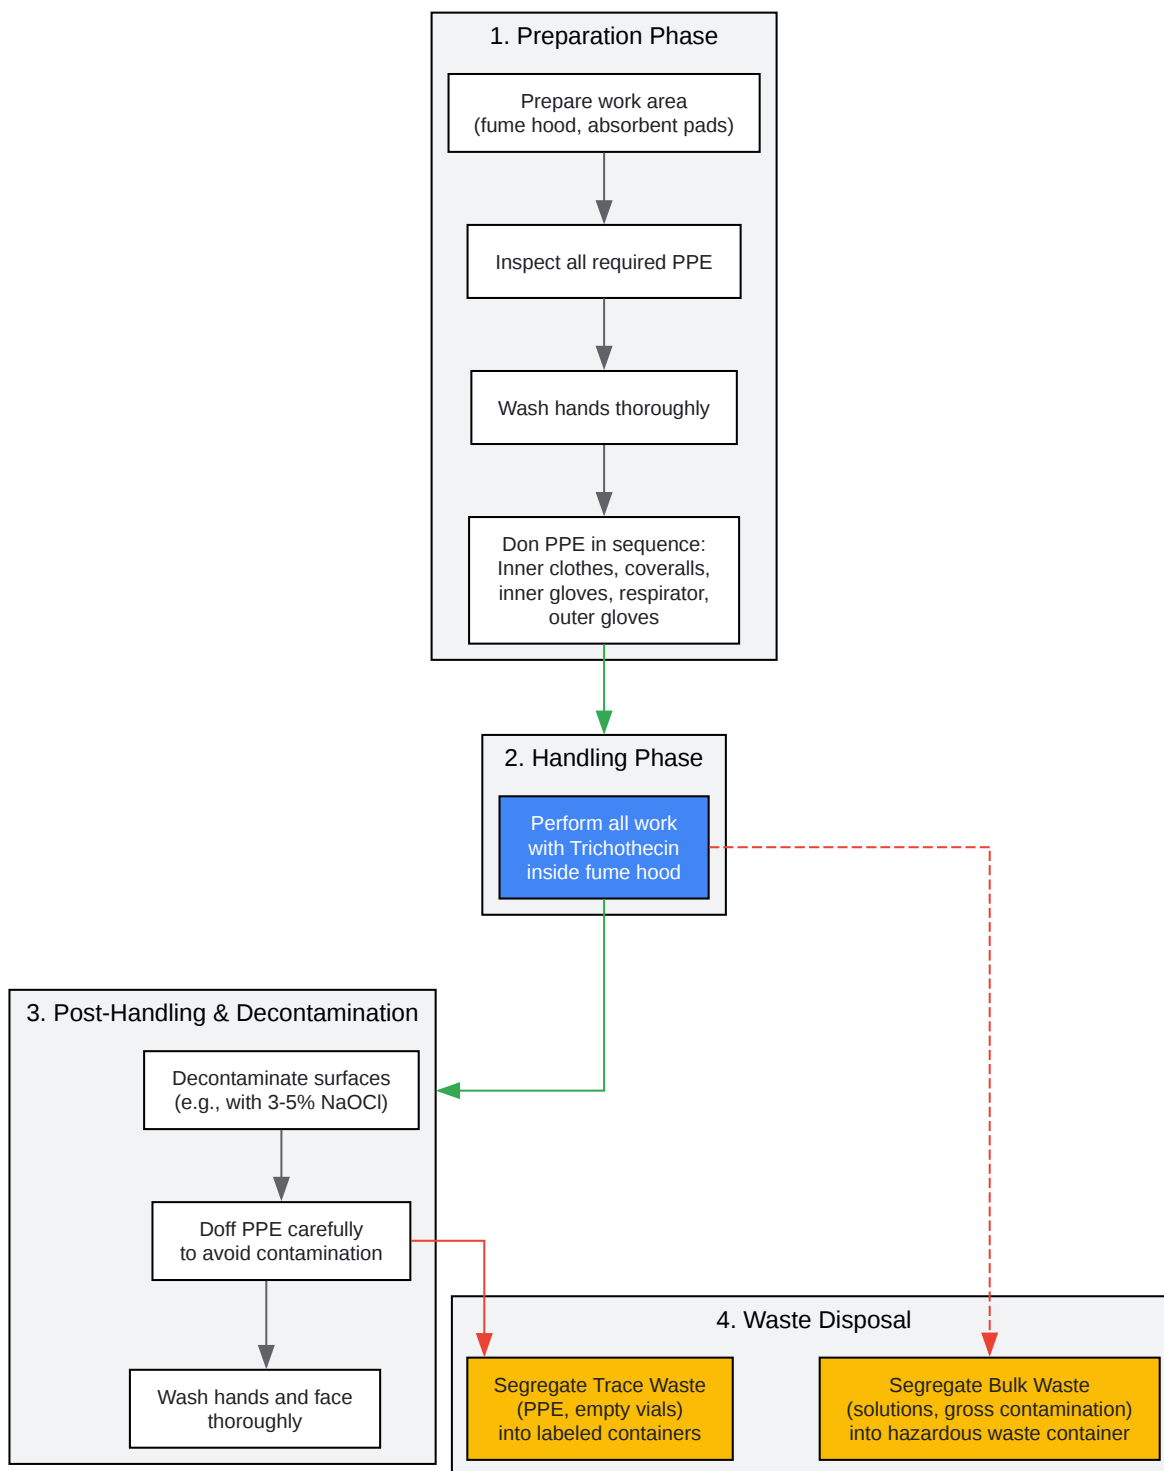 1. Preparation Phase
Prepare work area
(fume hood, absorbent pads)
Inspect all required PPE
Wash hands thoroughly
Don PPE in sequence:
Inner clothes, coveralls,
inner gloves, respirator,
outer gloves
2. Handling Phase
Perform all work
with Trichothecin
inside fume hood
3. Post-Handling & Decontamination
Decontaminate surfaces
(e.g., with 3-5% NaOCl)
Doff PPE carefully
to avoid contamination
Wash hands and face
thoroughly
4. Waste Disposal
Segregate Trace Waste
(PPE, empty vials)
into labeled containers
Segregate Bulk Waste
(solutions, gross contamination)
into hazardous waste container